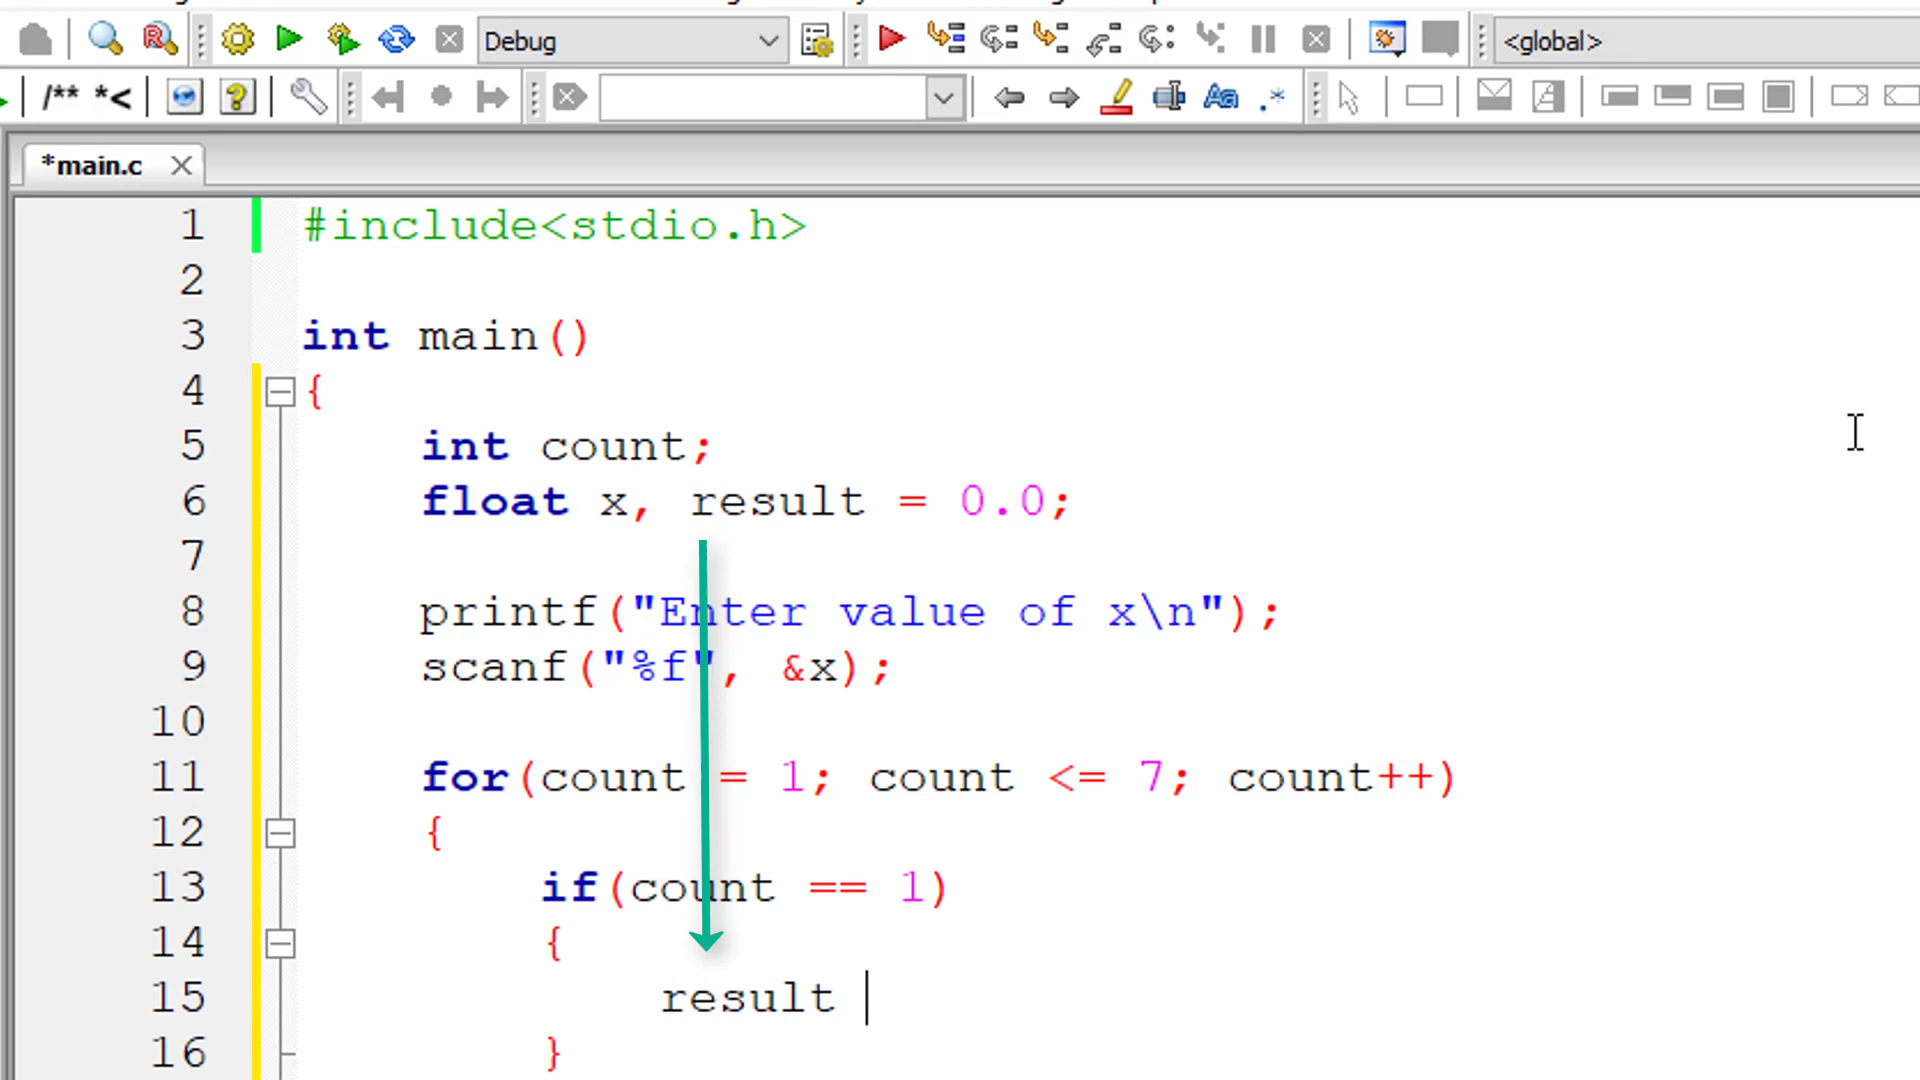 Debug
<global>
/** *<
*main.c
1 #include<stdio.h>
2
3 int main()
4 {
5 int count;
6 float x, result = 0.0;
7
8 printf("Enter value of x\n");
9 scanf("%f", &x);
10
11 for(count = 1; count <= 7; count++)
12 {
13 if(count == 1)
14 {
15 result
16 }